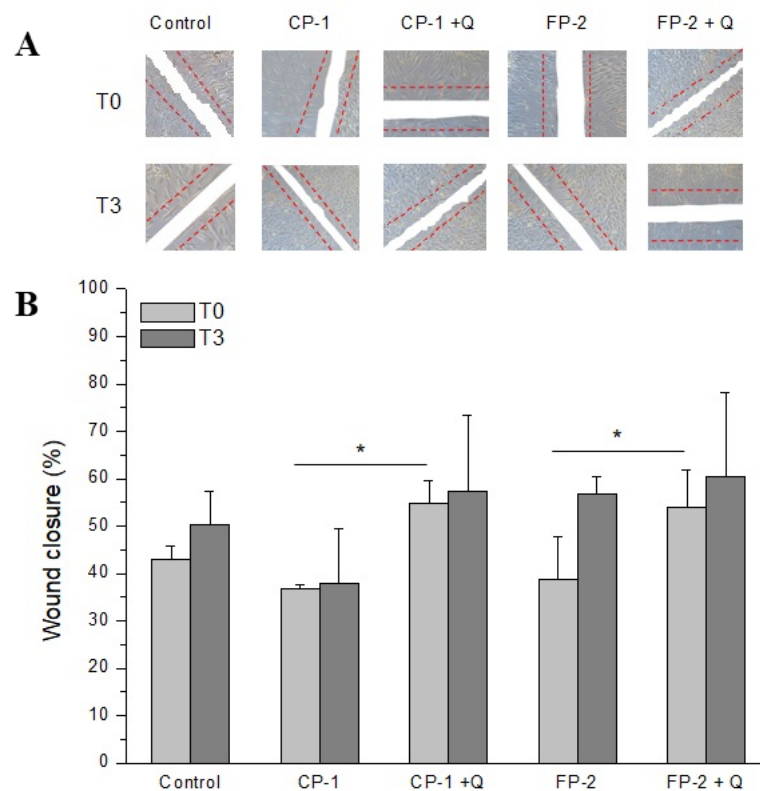 A
Control CP-1 CP-1 +Q FP-2 FP-2 + Q
T0
T3
B
Wound closure (%)
100
90
80
70
60
50
40
30
20
10
0
T0
T3
*
*
Control CP-1 CP-1 +Q FP-2 FP-2 + Q